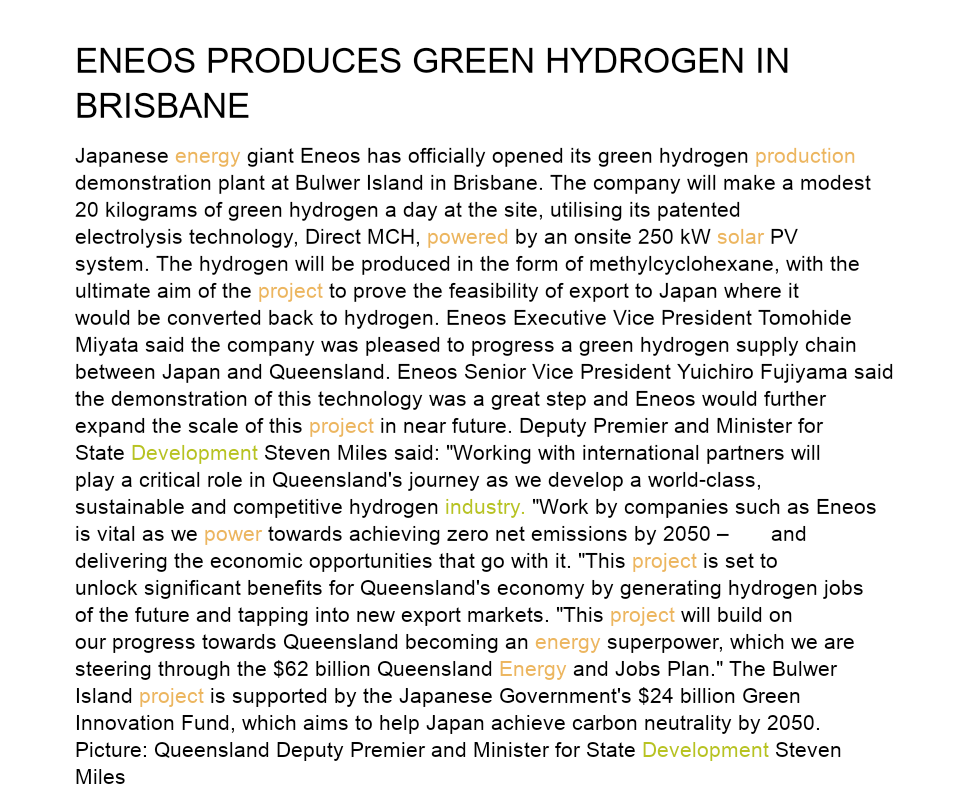 ENEOS PRODUCES GREEN HYDROGEN IN
BRISBANE
Japanese energy giant Eneos has officially opened its green hydrogen production
demonstration plant at Bulwer Island in Brisbane. The company will make a modest
20 kilograms of green hydrogen a day at the site, utilising its patented
electrolysis technology, Direct MCH, powered by an onsite 250 kW solar PV
system. The hydrogen will be produced in the form of methylcyclohexane, with the
ultimate aim of the project to prove the feasibility of export to Japan where it
would be converted back to hydrogen. Eneos Executive Vice President Tomohide
Miyata said the company was pleased to progress a green hydrogen supply chain
between Japan and Queensland. Eneos Senior Vice President Yuichiro Fujiyama said
the demonstration of this technology was a great step and Eneos would further
expand the scale of this project in near future. Deputy Premier and Minister for
State Development Steven Miles said: "Working with international partners will
play a critical role in Queensland's journey as we develop a world-class,
sustainable and competitive hydrogen industry. "Work by companies such as Eneos
is vital as we power towards achieving zero net emissions by 2050 – and
delivering the economic opportunities that go with it. "This project is set to
unlock significant benefits for Queensland's economy by generating hydrogen jobs
of the future and tapping into new export markets. "This project will build on
our progress towards Queensland becoming an energy superpower, which we are
steering through the $62 billion Queensland Energy and Jobs Plan." The Bulwer
Island project is supported by the Japanese Government's $24 billion Green
Innovation Fund, which aims to help Japan achieve carbon neutrality by 2050.
Picture: Queensland Deputy Premier and Minister for State Development Steven
Miles